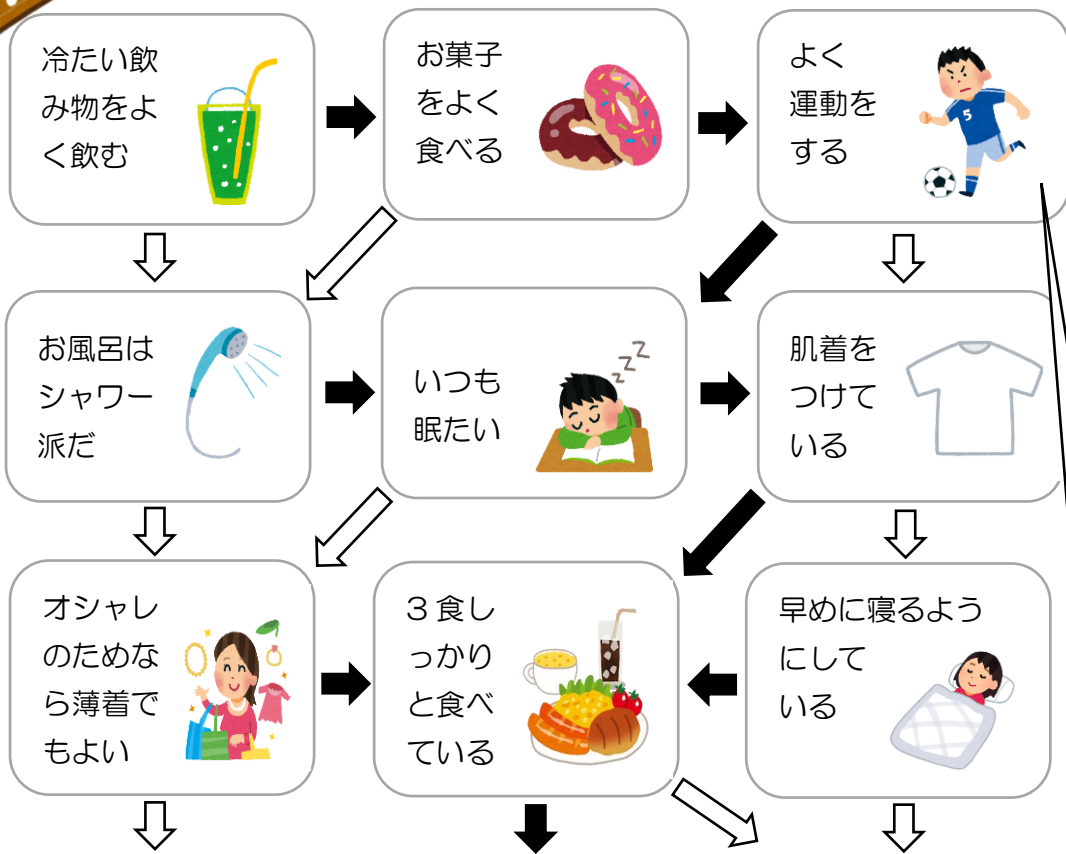 冷たい飲
み物をよ
く飲む
お菓子
をよく
食べる
よく
運動を
する
5
お風呂は
シャワー
派だ
いつも
眠たい
zzz
肌着を
つけて
いる
オシャレ
のためな
ら薄着で
もよい
３食し
っかり
と食べ
ている
早めに寝るよう
にして
いる